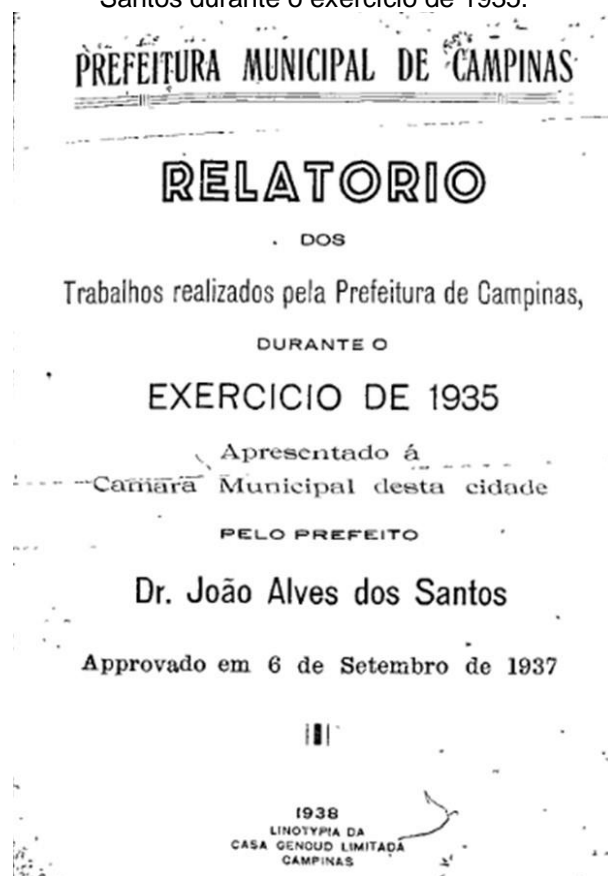 Santos durante o exercício de 1935.
PREFEITURA MUNICIPAL DE CAMPINAS
RELATORIO
DOS
Trabalhos realizados pela Prefeitura de Campinas,
DURANTE O
EXERCICIO DE 1935
Apresentado á
Camara Municipal desta cidade
PELO PREFEITO
Dr. João Alves dos Santos
Approvado em 6 de Setembro de 1937
1938
LINOTYPIA DA
CASA GENOUD LIMITADA
CAMPINAS